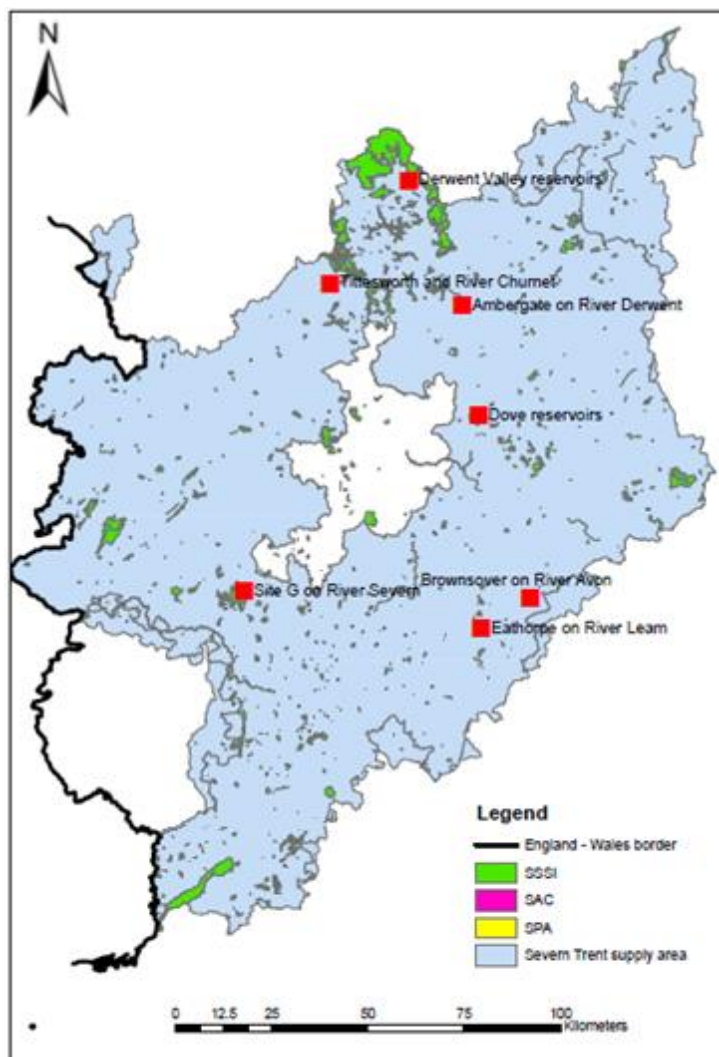 N
Derwent Valley reservoirs
Tittesworth and River Churnet
Ambergate on River Derwent
Dove reservoirs
Brownsover on River Avon
Site G on River Severn
Eathorpe on River Leam
Legend
England - Wales border
SSSI
SAC
SPA
Severn Trent supply area
0 12.5 25 50 75 100
Kilometers